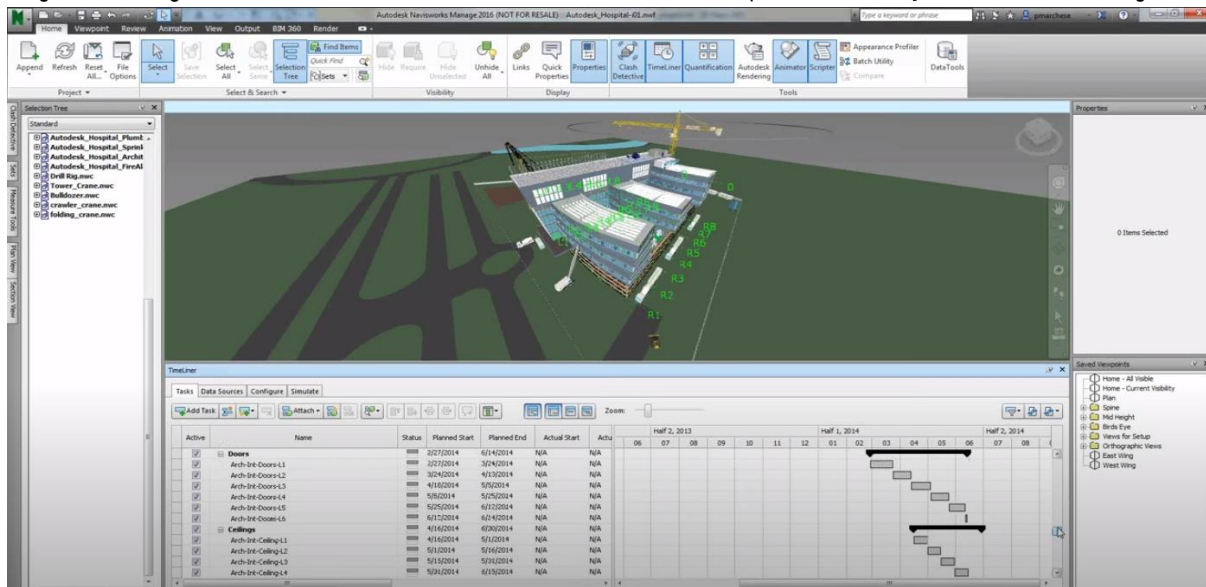 Autodesk Navisworks Manage 2016 (NOT FOR RESALE) Autodesk_Hospital-i01.nwf
Type a keyword or phrase
pmarchese
Home Viewpoint Review Animation View Output BIM 360 Render
Append
Refresh
Reset All...
File Options
Select
Save Selection
Select All
Select Same
Selection Tree
Find Items
Quick Find
Sets
Hide
Require
Hide Unselected
Unhide All
Links
Quick Properties
Properties
Clash Detective
TimeLiner
Quantification
Autodesk Rendering
Animator
Scripter
Appearance Profiler
Batch Utility
Compare
DataTools
Project
Select & Search
Visibility
Display
Tools
Clash Detective
Sets
Measure Tools
Plan View
Section View
Selection Tree
Standard
Autodesk_Hospital_Plumb
Autodesk_Hospital_Sprink
Autodesk_Hospital_Archit
Autodesk_Hospital_FireAl
Drill Rig.nwc
Tower_Crane.nwc
Bulldozer.nwc
crawler_crane.nwc
folding_crane.nwc
R8
R7
R6
R5
R4
R3
R2
R1
Properties
0 Items Selected
Saved Viewpoints
Home - All Visible
Home - Current Visibility
Plan
Spine
Mid Height
Birds Eye
Views for Setup
Orthographic Views
East Wing
West Wing
TimeLiner
Tasks Data Sources Configure Simulate
Add Task
Attach
Zoom:
Active Name Status Planned Start Planned End Actual Start Actu
Half 2, 2013 Half 1, 2014 Half 2, 2014
06 07 08 09 10 11 12 01 02 03 04 05 06 07 08
Doors 2/27/2014 6/14/2014 N/A N/A
Arch-Int-Doors-L1 2/27/2014 3/24/2014 N/A N/A
Arch-Int-Doors-L2 3/24/2014 4/13/2014 N/A N/A
Arch-Int-Doors-L3 4/18/2014 5/5/2014 N/A N/A
Arch-Int-Doors-L4 5/5/2014 5/25/2014 N/A N/A
Arch-Int-Doors-L5 5/25/2014 6/12/2014 N/A N/A
Arch-Int-Doors-L6 6/24/2014 N/A N/A
Ceilings 4/16/2014 6/30/2014 N/A N/A
Arch-Int-Ceiling-L1 4/16/2014 5/1/2014 N/A N/A
Arch-Int-Ceiling-L2 5/1/2014 5/16/2014 N/A N/A
Arch-Int-Ceiling-L3 5/15/2014 5/31/2014 N/A N/A
Arch-Int-Ceiling-L4 5/31/2014 6/15/2014 N/A N/A